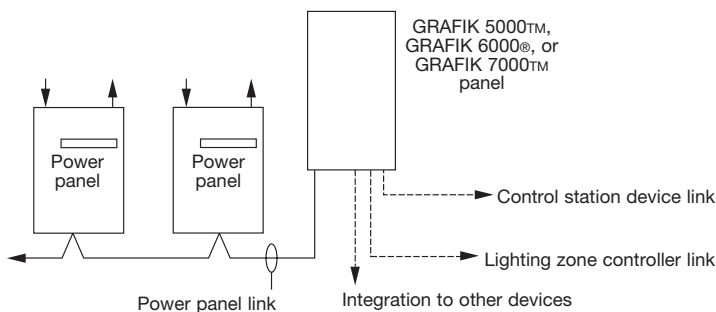 GRAFIK 5000™,
GRAFIK 6000®, or
GRAFIK 7000™
panel
Power
panel
Power
panel
Control station device link
Lighting zone controller link
Power panel link
Integration to other devices